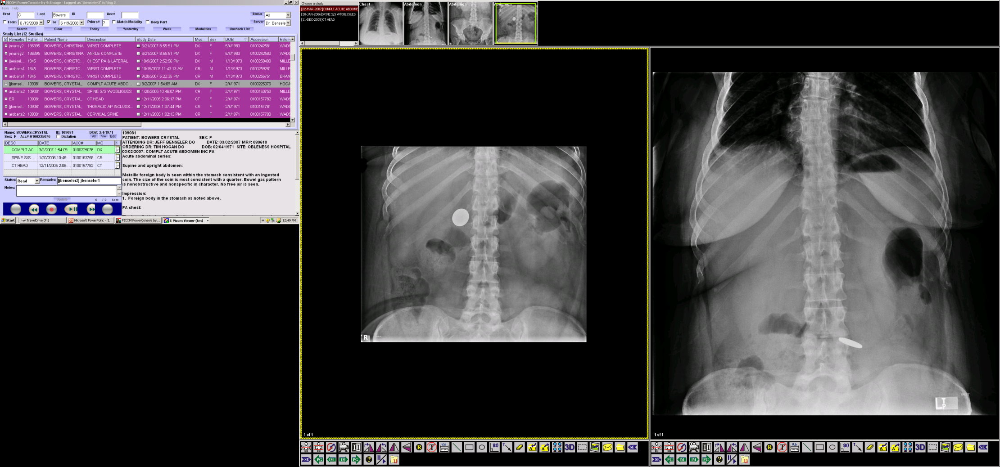 PICOM PowerConsole by ScImage - Logged as 'jbenseler3' in Ring 2
Tools Help
First C Last Bowers ID Acc# Status All
From 6/19/2008 To 6/19/2008 Priors# 2 Match Modality Body Part Server Dr. Bensele
Search Clear Today Yesterday Week Modalities Uncheck List
Study List (12 Studies)
S Remarks Patien... Patient Name Description Study Date Mod... Sex DOB Accession Referri
jmurrey2 136395 BOWERS, CHRISTINA WRIST COMPLETE 6/21/2007 8:55:51 PM DX F 5/4/1983 0100242581 WADS
jmurrey2 136395 BOWERS, CHRISTINA ANKLE COMPLETE 6/21/2007 8:55:51 PM DX F 5/4/1983 0100242580 WADS
jbensel... 1845 BOWERS, CHRISTO... CHEST PA & LATERAL 10/9/2007 2:52:56 PM DX M 1/13/1973 0100258400 MILLE
aroberts1 1845 BOWERS, CHRISTO... WRIST COMPLETE 10/15/2007 11:43:13 AM CR M 1/13/1973 0100259281 MILLE
aroberts1 1845 BOWERS, CHRISTO... WRIST COMPLETE 9/28/2007 5:22:35 PM CR M 1/13/1973 0100256751 BRAN
[jbensel... 109081 BOWERS, CRYSTAL, COMPLT ACUTE ABDO... 3/2/2007 1:54:09 AM DX F 2/4/1971 0100225076 HOGA
aroberts2 109081 BOWERS, CRYSTAL, SPINE S/S W/OBLIQUES 1/20/2006 10:46:07 PM CR F 2/4/1971 0100163758 MILLE
ER 109081 BOWERS, CRYSTAL, CT HEAD 12/11/2005 2:06:17 PM CT F 2/4/1971 0100157782 WADS
[jbensel... 109081 BOWERS, CRYSTAL, THORACIC AP INCLUDS... 12/11/2005 1:07:44 PM CR F 2/4/1971 0100157781 WADS
aroberts2 109081 BOWERS, CRYSTAL, CERVICAL SPINE 12/11/2005 1:02:13 PM CR F 2/4/1971 0100157780 WADS
Name: BOWERS,CRYSTAL ID: 109081 DOB: 2/4/1971
Sex: F Acc# 0100225076 Dictation All Vie Edit
DESC DATE ACC# MO 1
COMPLT AC... 3/2/2007 1:54:09... 0100225076 DX
SPINE S/S ... 1/20/2006 10:46:... 0100163758 CR
CT HEAD 12/11/2005 2:06:... 0100157782 CT
Status: Read Remarks: [jbenseler2] jbenseler1
Notes:
Update 0 / 0 Secs
109081
PATIENT: BOWERS CRYSTAL SEX: F
ATTENDING DR: JEFF BENSELER DO DATE: 03/02/2007 MR#: 080610
ORDERING DR: TIM HOGAN DO DOB: 02/04/1971 SITE: OBLENESS HOSPITAL
03/02/2007: COMPLT ACUTE ABDOMEN INC PA
Acute abdominal series:
Supine and upright abdomen:
Metallic foreign body is seen within the stomach consistent with an ingested
coin. The size of the coin is most consistent with a quarter. Bowel gas pattern
is nonobstructive and nonspecific in character. No free air is seen.
Impression:
1. Foreign body in the stomach as noted above.
PA chest:
Start TravelDrive (F:) Microsoft PowerPoint - [I... PICOM PowerConsole by... 5 Picom Viewer (tm) 12:49 PM
Choose a study
[02-MAR-2007]COMPLT ACUTE ABDOME
[20-JAN-2006]SPINE S/S W/OBLIQUES
[11-DEC-2005]CT HEAD
Chest Abdomen Abdomen Abdomen
R
1 of 1
ERECT
LT
P
1 of 1
R T 9.6 90 T A A 3D SE
SE PG IM IM PG ? U
R T 9.6 90 T A A 3D SE
SE PG IM IM PG ? U